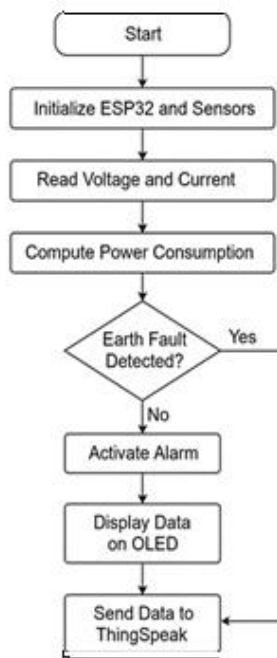 Start
Initialize ESP32 and Sensors
Read Voltage and Current
Compute Power Consumption
Earth Fault
Detected?
Yes
No
Activate Alarm
Display Data
on OLED
Send Data to
ThingSpeak